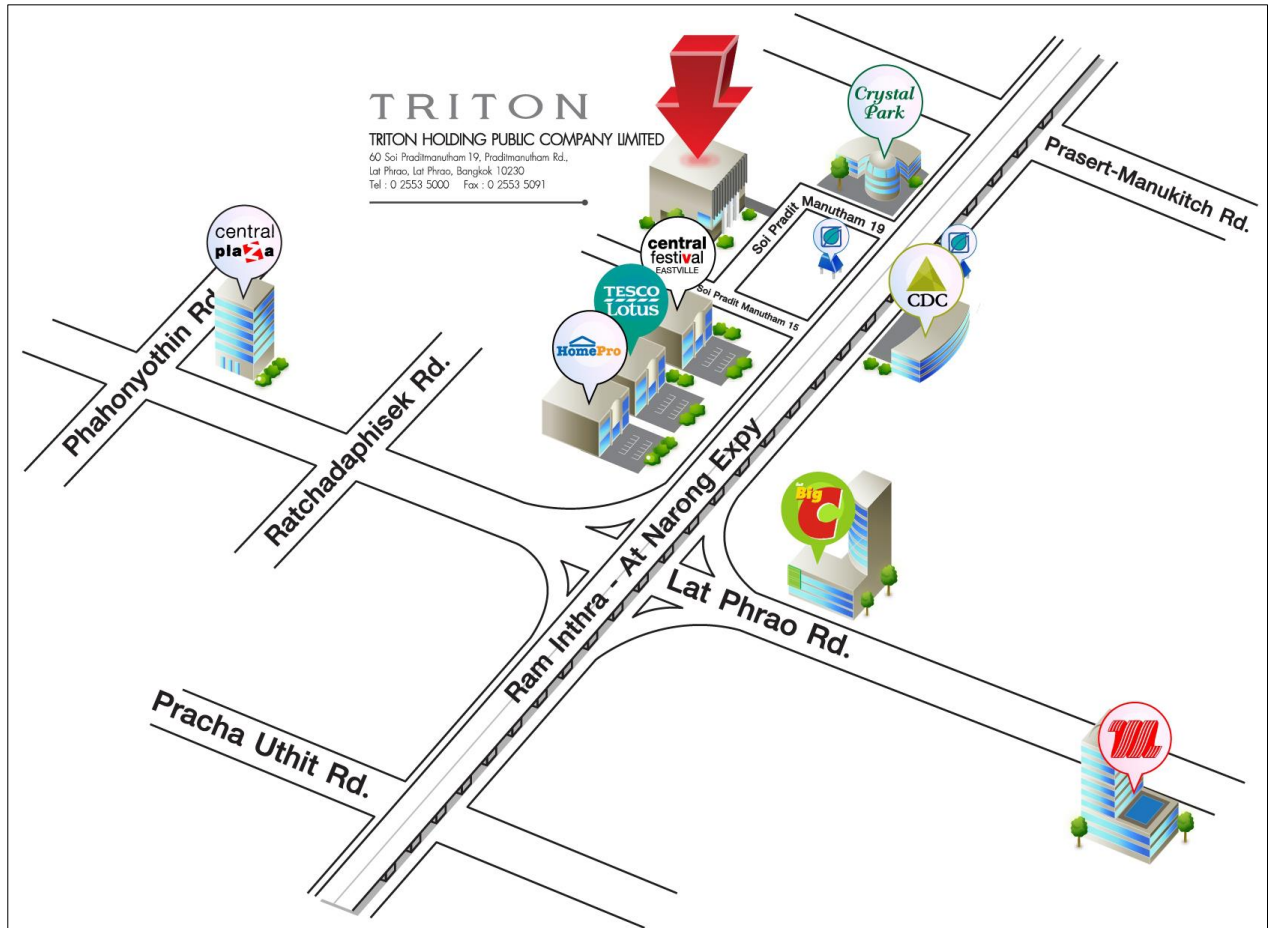 TRITON
TRITON HOLDING PUBLIC COMPANY LIMITED
60 Soi Praditmanutham 19, Praditmanutham Rd.,
Lat Phrao, Lat Phrao, Bangkok 10230
Tel : 0 2553 5000 Fax : 0 2553 5091
Crystal
Park
Prasert-Manukitch Rd.
Soi Pradit Manutham 19
central
plaza
central
festival
EASTVILLE
CDC
TESCO
Lotus
Soi Pradit Manutham 15
HomePro
Phahonyothin Rd.
Ratchadaphisek Rd.
Ram Inthra - At Narong Expy
Big
C
Lat Phrao Rd.
Pracha Uthit Rd.